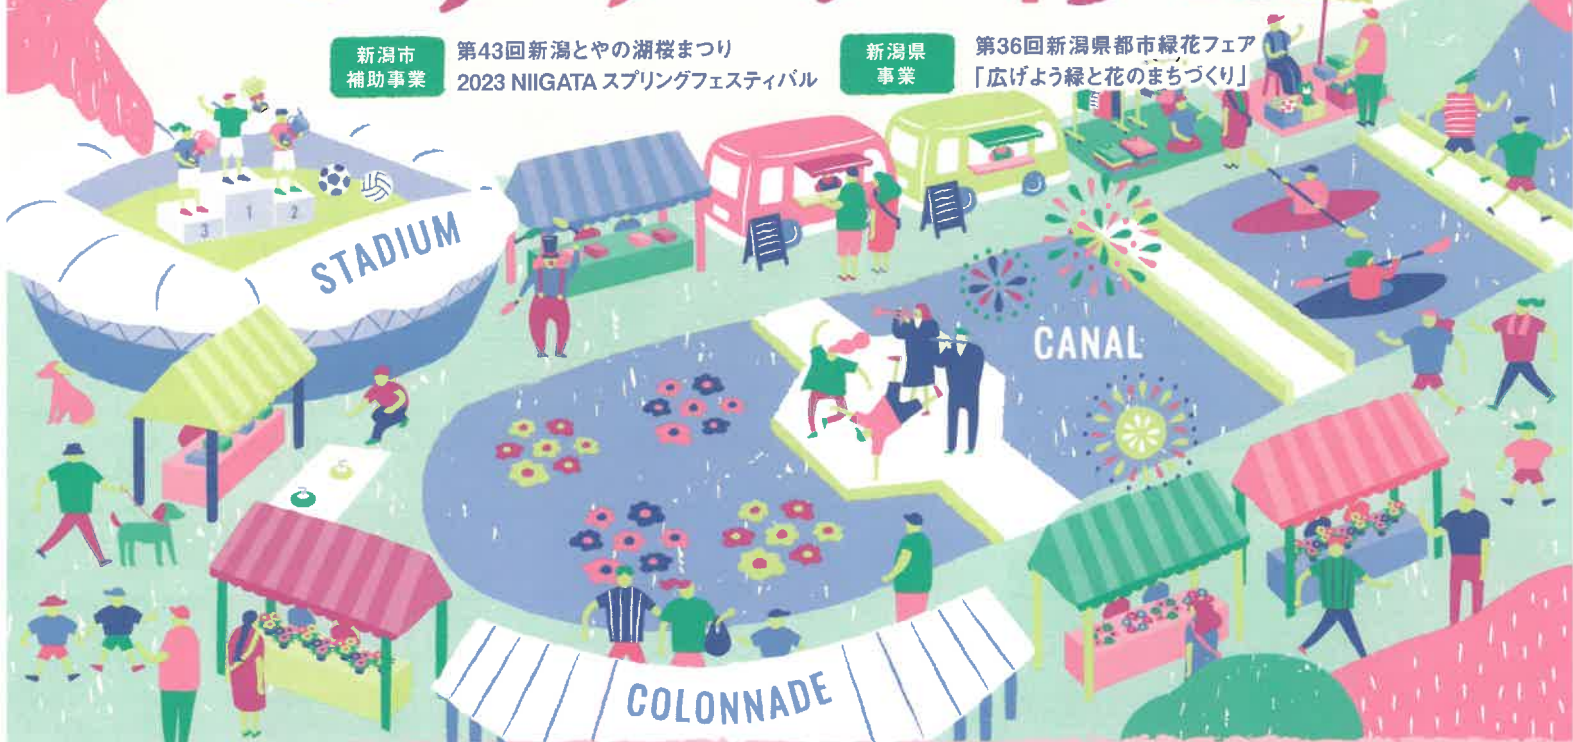 新潟市
補助事業
第43回新潟とやの湖桜まつり
2023 NIIGATA スプリングフェスティバル
新潟県
事業
第36回新潟県都市緑花フェア
「広げよう緑と花のまちづくり」
1
2
3
STADIUM
CANAL
COLONNADE